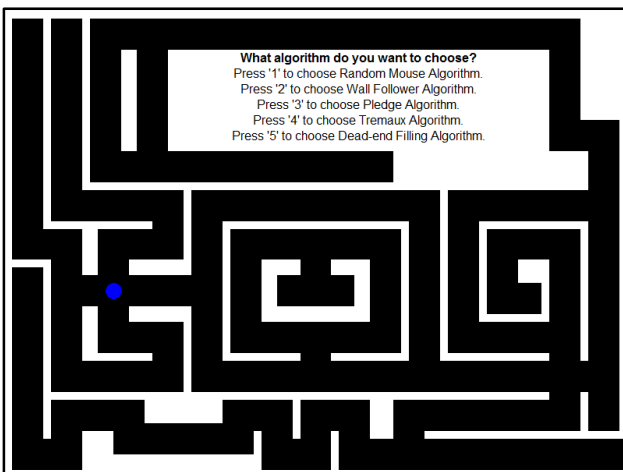 What algorithm do you want to choose?
Press '1' to choose Random Mouse Algorithm.
Press '2' to choose Wall Follower Algorithm.
Press '3' to choose Pledge Algorithm.
Press '4' to choose Tremaux Algorithm.
Press '5' to choose Dead-end Filling Algorithm.